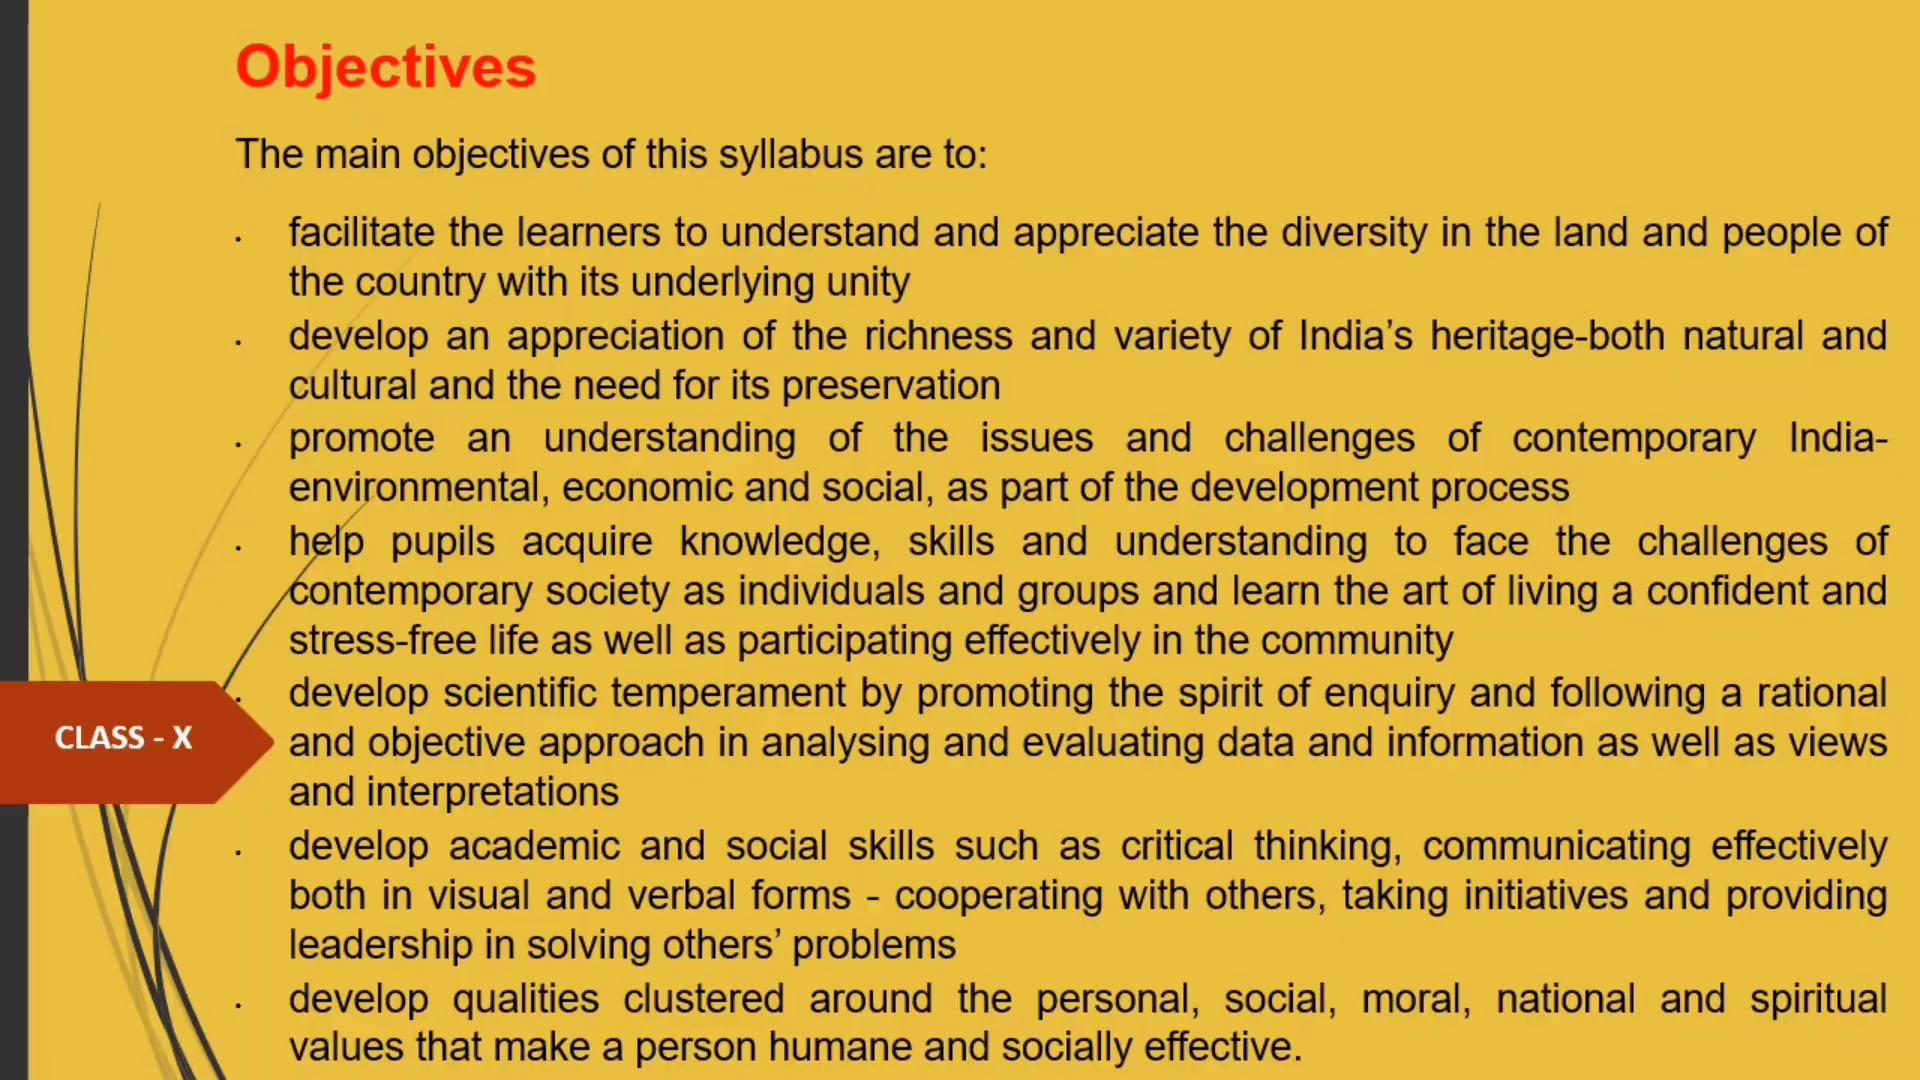 Objectives
The main objectives of this syllabus are to:
• facilitate the learners to understand and appreciate the diversity in the land and people of
the country with its underlying unity
• develop an appreciation of the richness and variety of India’s heritage-both natural and
cultural and the need for its preservation
• promote an understanding of the issues and challenges of contemporary India-
environmental, economic and social, as part of the development process
• help pupils acquire knowledge, skills and understanding to face the challenges of
contemporary society as individuals and groups and learn the art of living a confident and
stress-free life as well as participating effectively in the community
• develop scientific temperament by promoting the spirit of enquiry and following a rational
and objective approach in analysing and evaluating data and information as well as views
and interpretations
• develop academic and social skills such as critical thinking, communicating effectively
both in visual and verbal forms - cooperating with others, taking initiatives and providing
leadership in solving others’ problems
• develop qualities clustered around the personal, social, moral, national and spiritual
values that make a person humane and socially effective.
CLASS - X